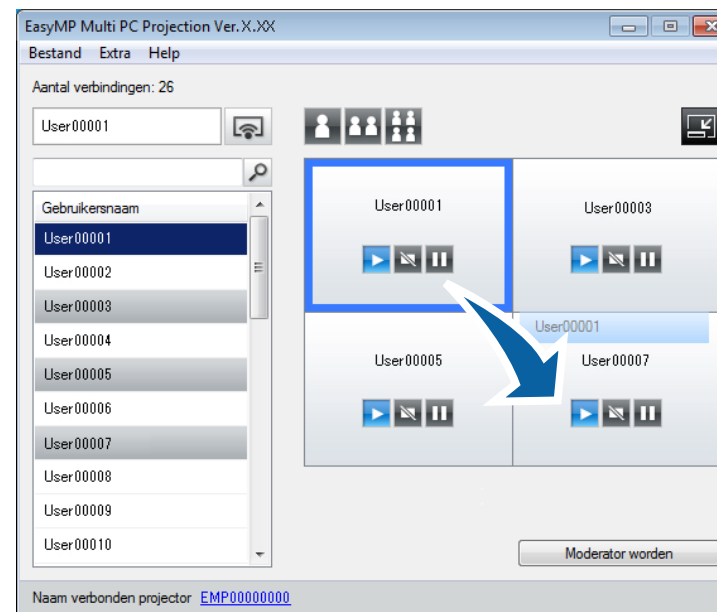 EasyMP Multi PC Projection Ver.X.XX
Bestand Extra Help
Aantal verbindingen: 26
User00001
Gebruikersnaam
User00001
User00002
User00003
User00004
User00005
User00006
User00007
User00008
User00009
User00010
User00001
User00003
User00001
User00005
User00007
Moderator worden
Naam verbonden projector EMP00000000